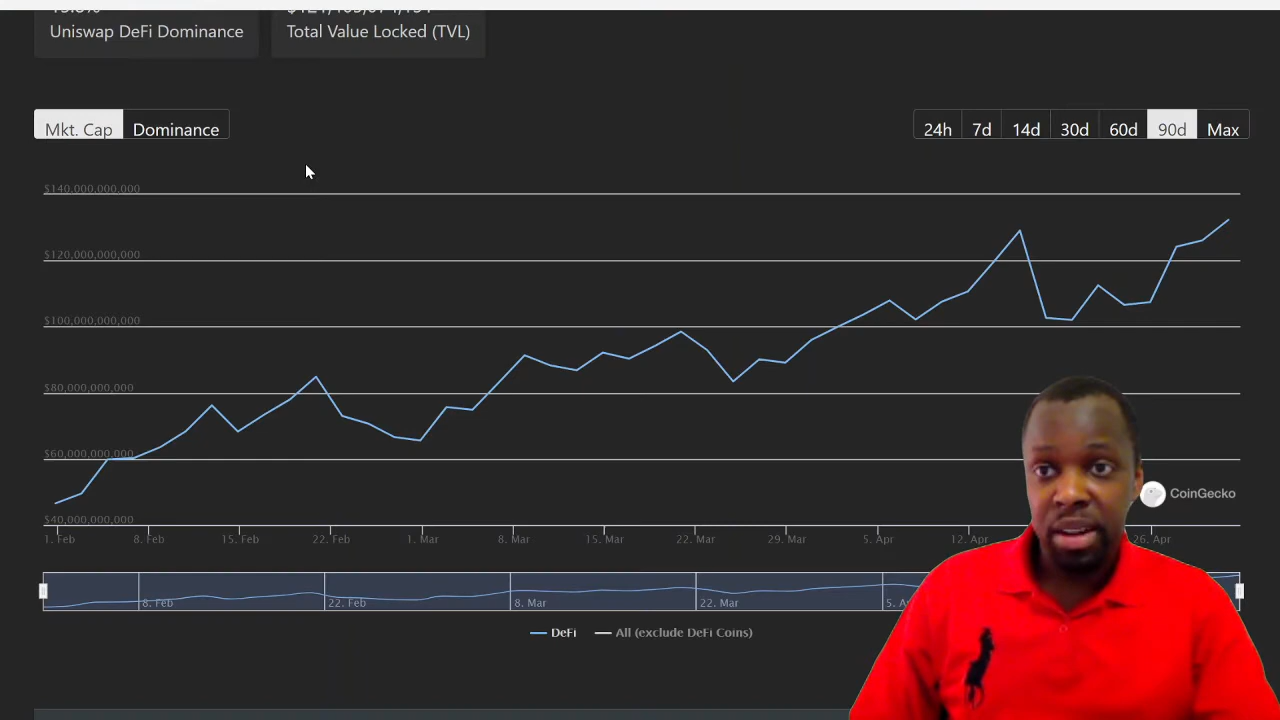 Uniswap DeFi Dominance
Total Value Locked (TVL)
Mkt. Cap
Dominance
24h 7d 14d 30d 60d 90d Max
$140,000,000,000
$120,000,000,000
$100,000,000,000
$80,000,000,000
$60,000,000,000
CoinGecko
$40,000,000,000
1. Feb 8. Feb 15. Feb 22. Feb 1. Mar 8. Mar 15. Mar 22. Mar 29. Mar 5. Apr 12. Apr 26. Apr
8. Feb 22. Feb 8. Mar 22. Mar
DeFi All (exclude DeFi Coins)